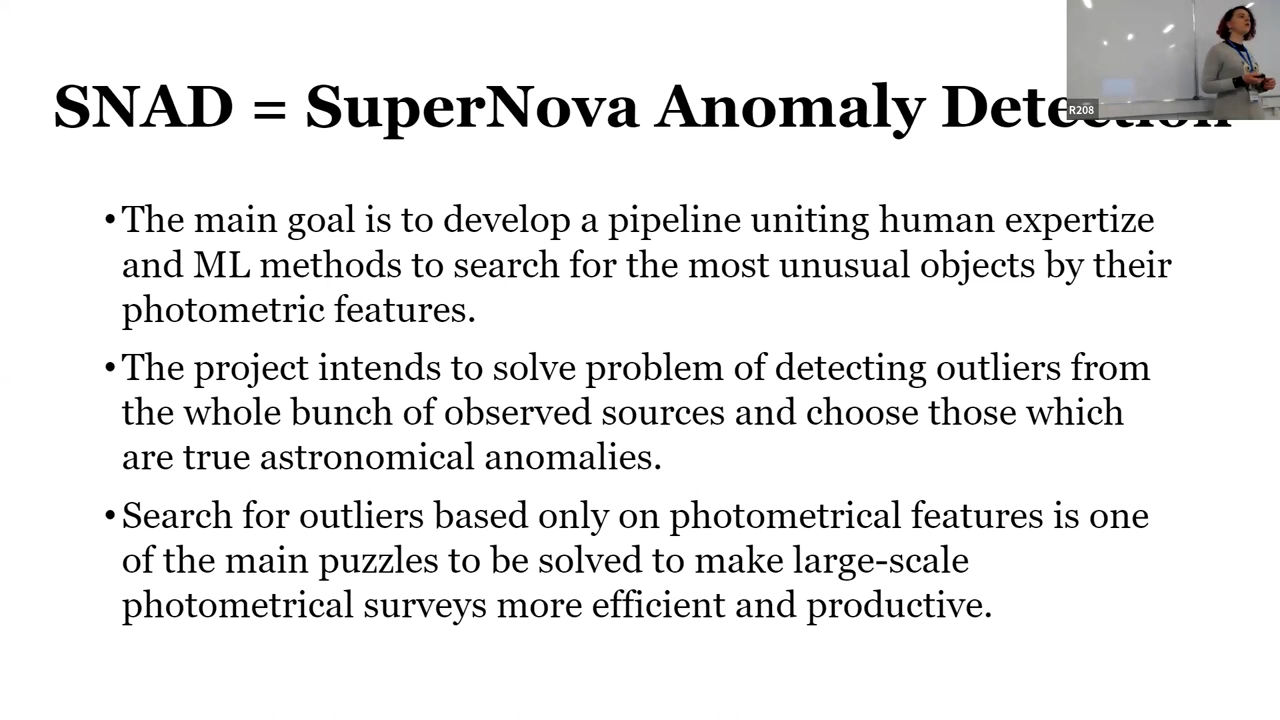 SNAD = SuperNova Anomaly Detection
R208
•The main goal is to develop a pipeline uniting human expertize
and ML methods to search for the most unusual objects by their
photometric features.
•The project intends to solve problem of detecting outliers from
the whole bunch of observed sources and choose those which
are true astronomical anomalies.
•Search for outliers based only on photometrical features is one
of the main puzzles to be solved to make large-scale
photometrical surveys more efficient and productive.